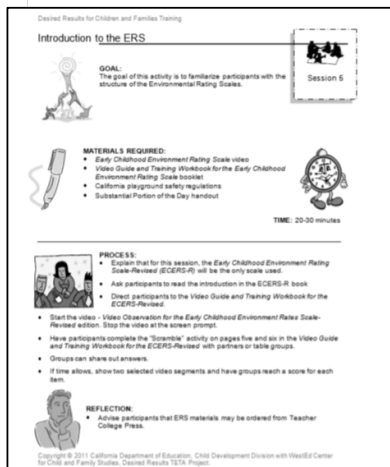 Desired Results for Children and Families Training
Introduction to the ERS
Session 6
GOAL:
The goal of this activity is to familiarize participants with the
structure of the Environmental Rating Scales.
MATERIALS REQUIRED:
• Early Childhood Environment Rating Scale video
• Video Guide and Training Workbook for the Early Childhood
Environment Rating Scale booklet
• California playground safety regulations
• Substantial Portion of the Day handout
TIME: 20-30 minutes
PROCESS:
• Explain that for this session, the Early Childhood Environment Rating
Scale-Revised (ECERS-R) will be the only scale used.
• Ask participants to read the introduction in the ECERS-R book
• Direct participants to the Video Guide and Training Workbook for the
ECERS-Revised.
• Start the video - Video Observation for the Early Environment Rates Scale-
Revised edition. Stop the video at the screen prompt.
• Have participants complete the "Scramble" activity on pages five and six in the Video Guide
and Training Workbook for the ECERS-Revised with partners or table groups.
• Groups can share out answers.
• If time allows, show two selected video segments and have groups reach a score for each
item.
REFLECTION:
• Advise participants that ERS materials may be ordered from Teacher
College Press.
Copyright © 2011 California Department of Education, Child Development Division with WestEd Center
for Child and Family Studies, Desired Results T&TA Project.